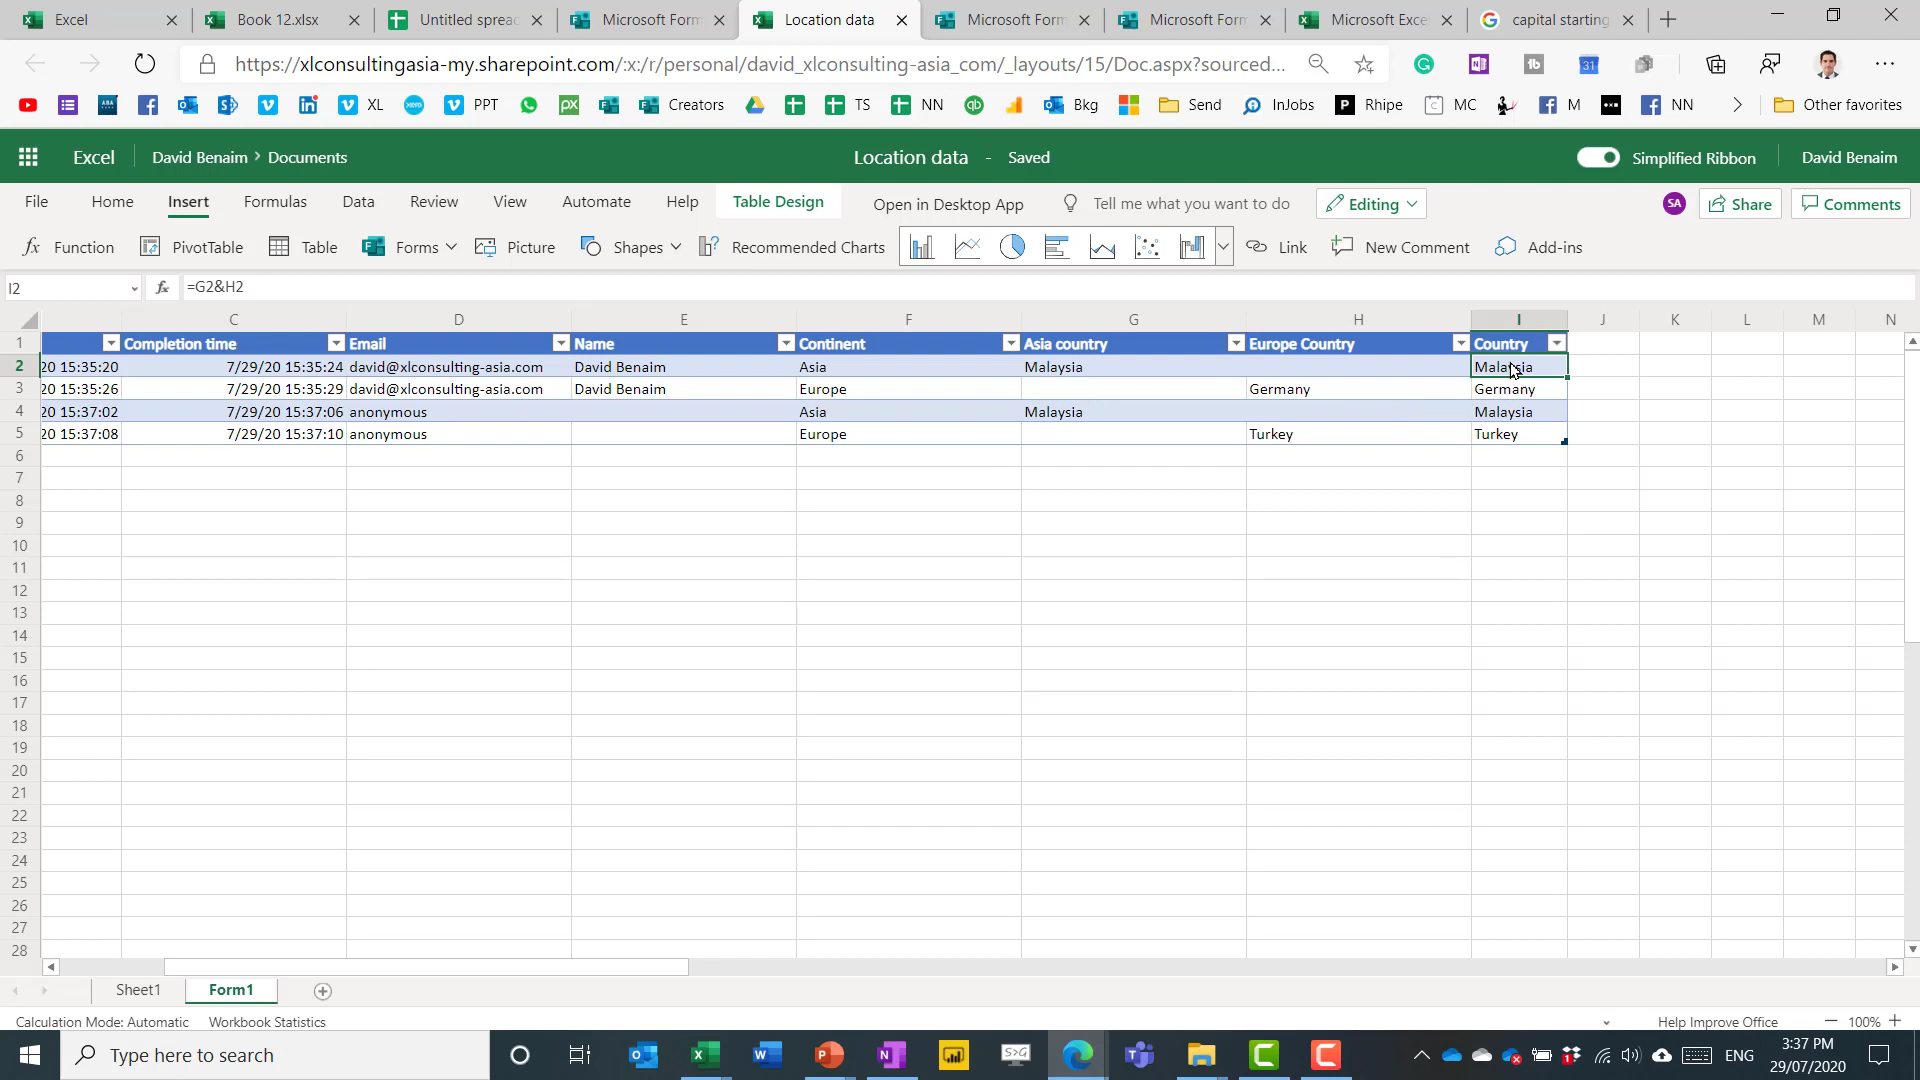 Excel
Book 12.xlsx
Untitled sprea
Microsoft Forn
Location data
Microsoft Forn
Microsoft Forn
Microsoft Exce
capital starting
https://xlconsultingasia-my.sharepoint.com/:x:/r/personal/david_xlconsulting-asia_com/_layouts/15/Doc.aspx?sourced...
XL
PPT
Creators
TS
NN
Bkg
Send
InJobs
Rhipe
MC
M
NN
Other favorites
Excel David Benaim > Documents Location data - Saved Simplified Ribbon David Benaim
File Home Insert Formulas Data Review View Automate Help Table Design Open in Desktop App Tell me what you want to do Editing SA Share Comments
fx Function PivotTable Table Forms Picture Shapes Recommended Charts Link New Comment Add-ins
I2 fx =G2&H2
C D E F G H I J K L M N
1 Completion time Email Name Continent Asia country Europe Country Country
2 20 15:35:20 7/29/20 15:35:24 david@xlconsulting-asia.com David Benaim Asia Malaysia Malaysia
3 20 15:35:26 7/29/20 15:35:29 david@xlconsulting-asia.com David Benaim Europe Germany Germany
4 20 15:37:02 7/29/20 15:37:06 anonymous Asia Malaysia Malaysia
5 20 15:37:08 7/29/20 15:37:10 anonymous Europe Turkey Turkey
6
7
8
9
10
11
12
13
14
15
16
17
18
19
20
21
22
23
24
25
26
27
28
Sheet1 Form1
Calculation Mode: Automatic Workbook Statistics Help Improve Office 100%
Type here to search
ENG
3:37 PM
29/07/2020